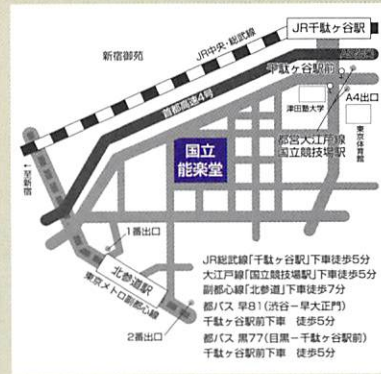 JR千駄ヶ谷駅
新宿御苑
JR中央・総武線
千駄ヶ谷駅前
首都高速4号
津田塾大学
A4出口
東京体育館
都営大江戸線
国立競技場駅
国立
能楽堂
←至新宿
1番出口
北参道駅
東京メトロ副都心線
2番出口
JR総武線「千駄ヶ谷駅」下車徒歩5分
大江戸線「国立競技場駅」下車徒歩5分
副都心線「北参道」下車徒歩7分
都バス 早81(渋谷－早大正門)
千駄ヶ谷駅前下車 徒歩5分
都バス 黒77(目黒－千駄ヶ谷駅前)
千駄ヶ谷駅前下車 徒歩5分